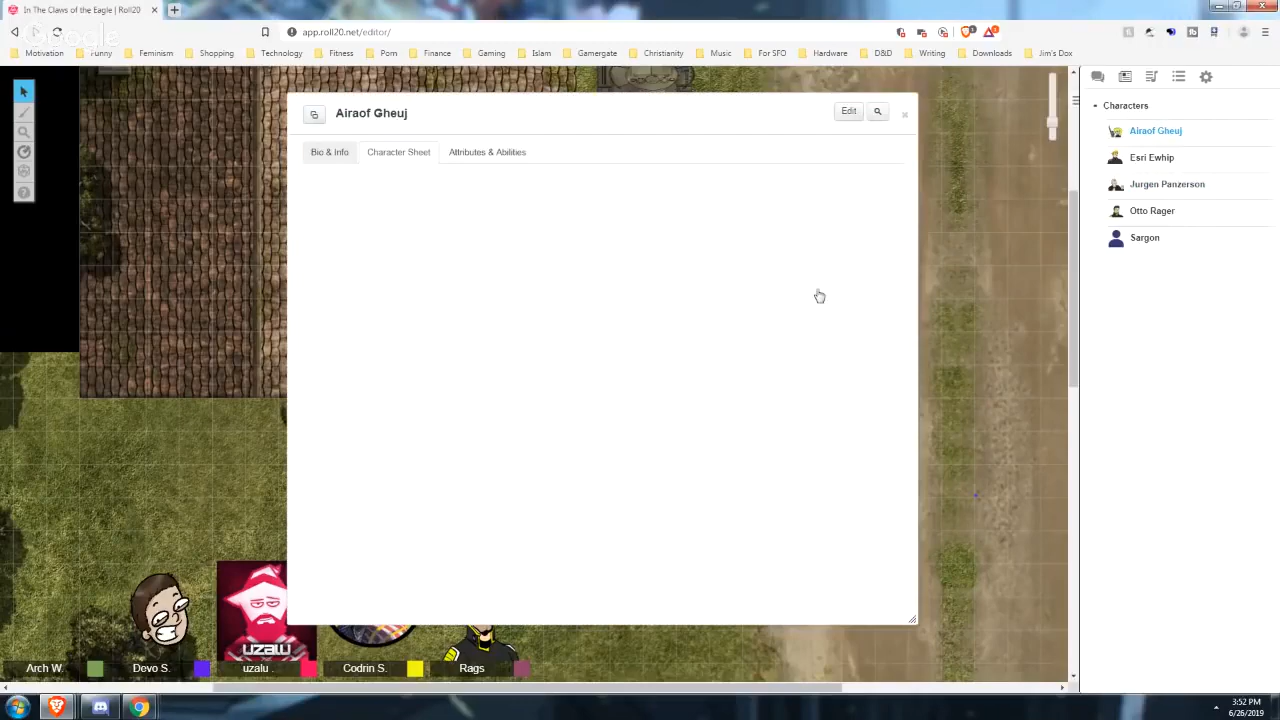 In The Claws of the Eagle | Roll20
app.roll20.net/editor/
Motivation Funny Feminism Shopping Technology Fitness Porn Finance Gaming Islam Gamergate Christianity Music For SFO Hardware D&D Writing Downloads Jim's Dox
Airaof Gheuj
Edit
Bio & Info Character Sheet Attributes & Abilities
Characters
Airaof Gheuj
Esri Ewhip
Jurgen Panzerson
Otto Rager
Sargon
UZALU
Arch W. Devo S. uzalu . Codrin S. Rags
3:52 PM
6/26/2019